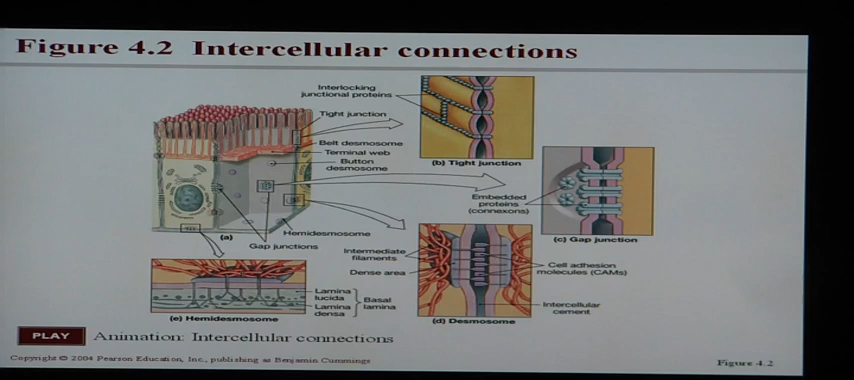 Figure 4.2 Intercellular connections
Interlocking
junctional proteins
Tight junction
Belt desmosome
Terminal web
Button
desmosome
(b) Tight junction
Embedded
proteins
(connexons)
(c) Gap junction
(a)
Hemidesmosome
Gap junctions
Intermediate
filaments
Dense area
Cell adhesion
molecules (CAMs)
Intercellular
cement
(d) Desmosome
Lamina
lucida
Lamina
densa
Basal
lamina
(e) Hemidesmosome
PLAY Animation: Intercellular connections
Copyright © 2004 Pearson Education, Inc., publishing as Benjamin Cummings
Figure 4.2